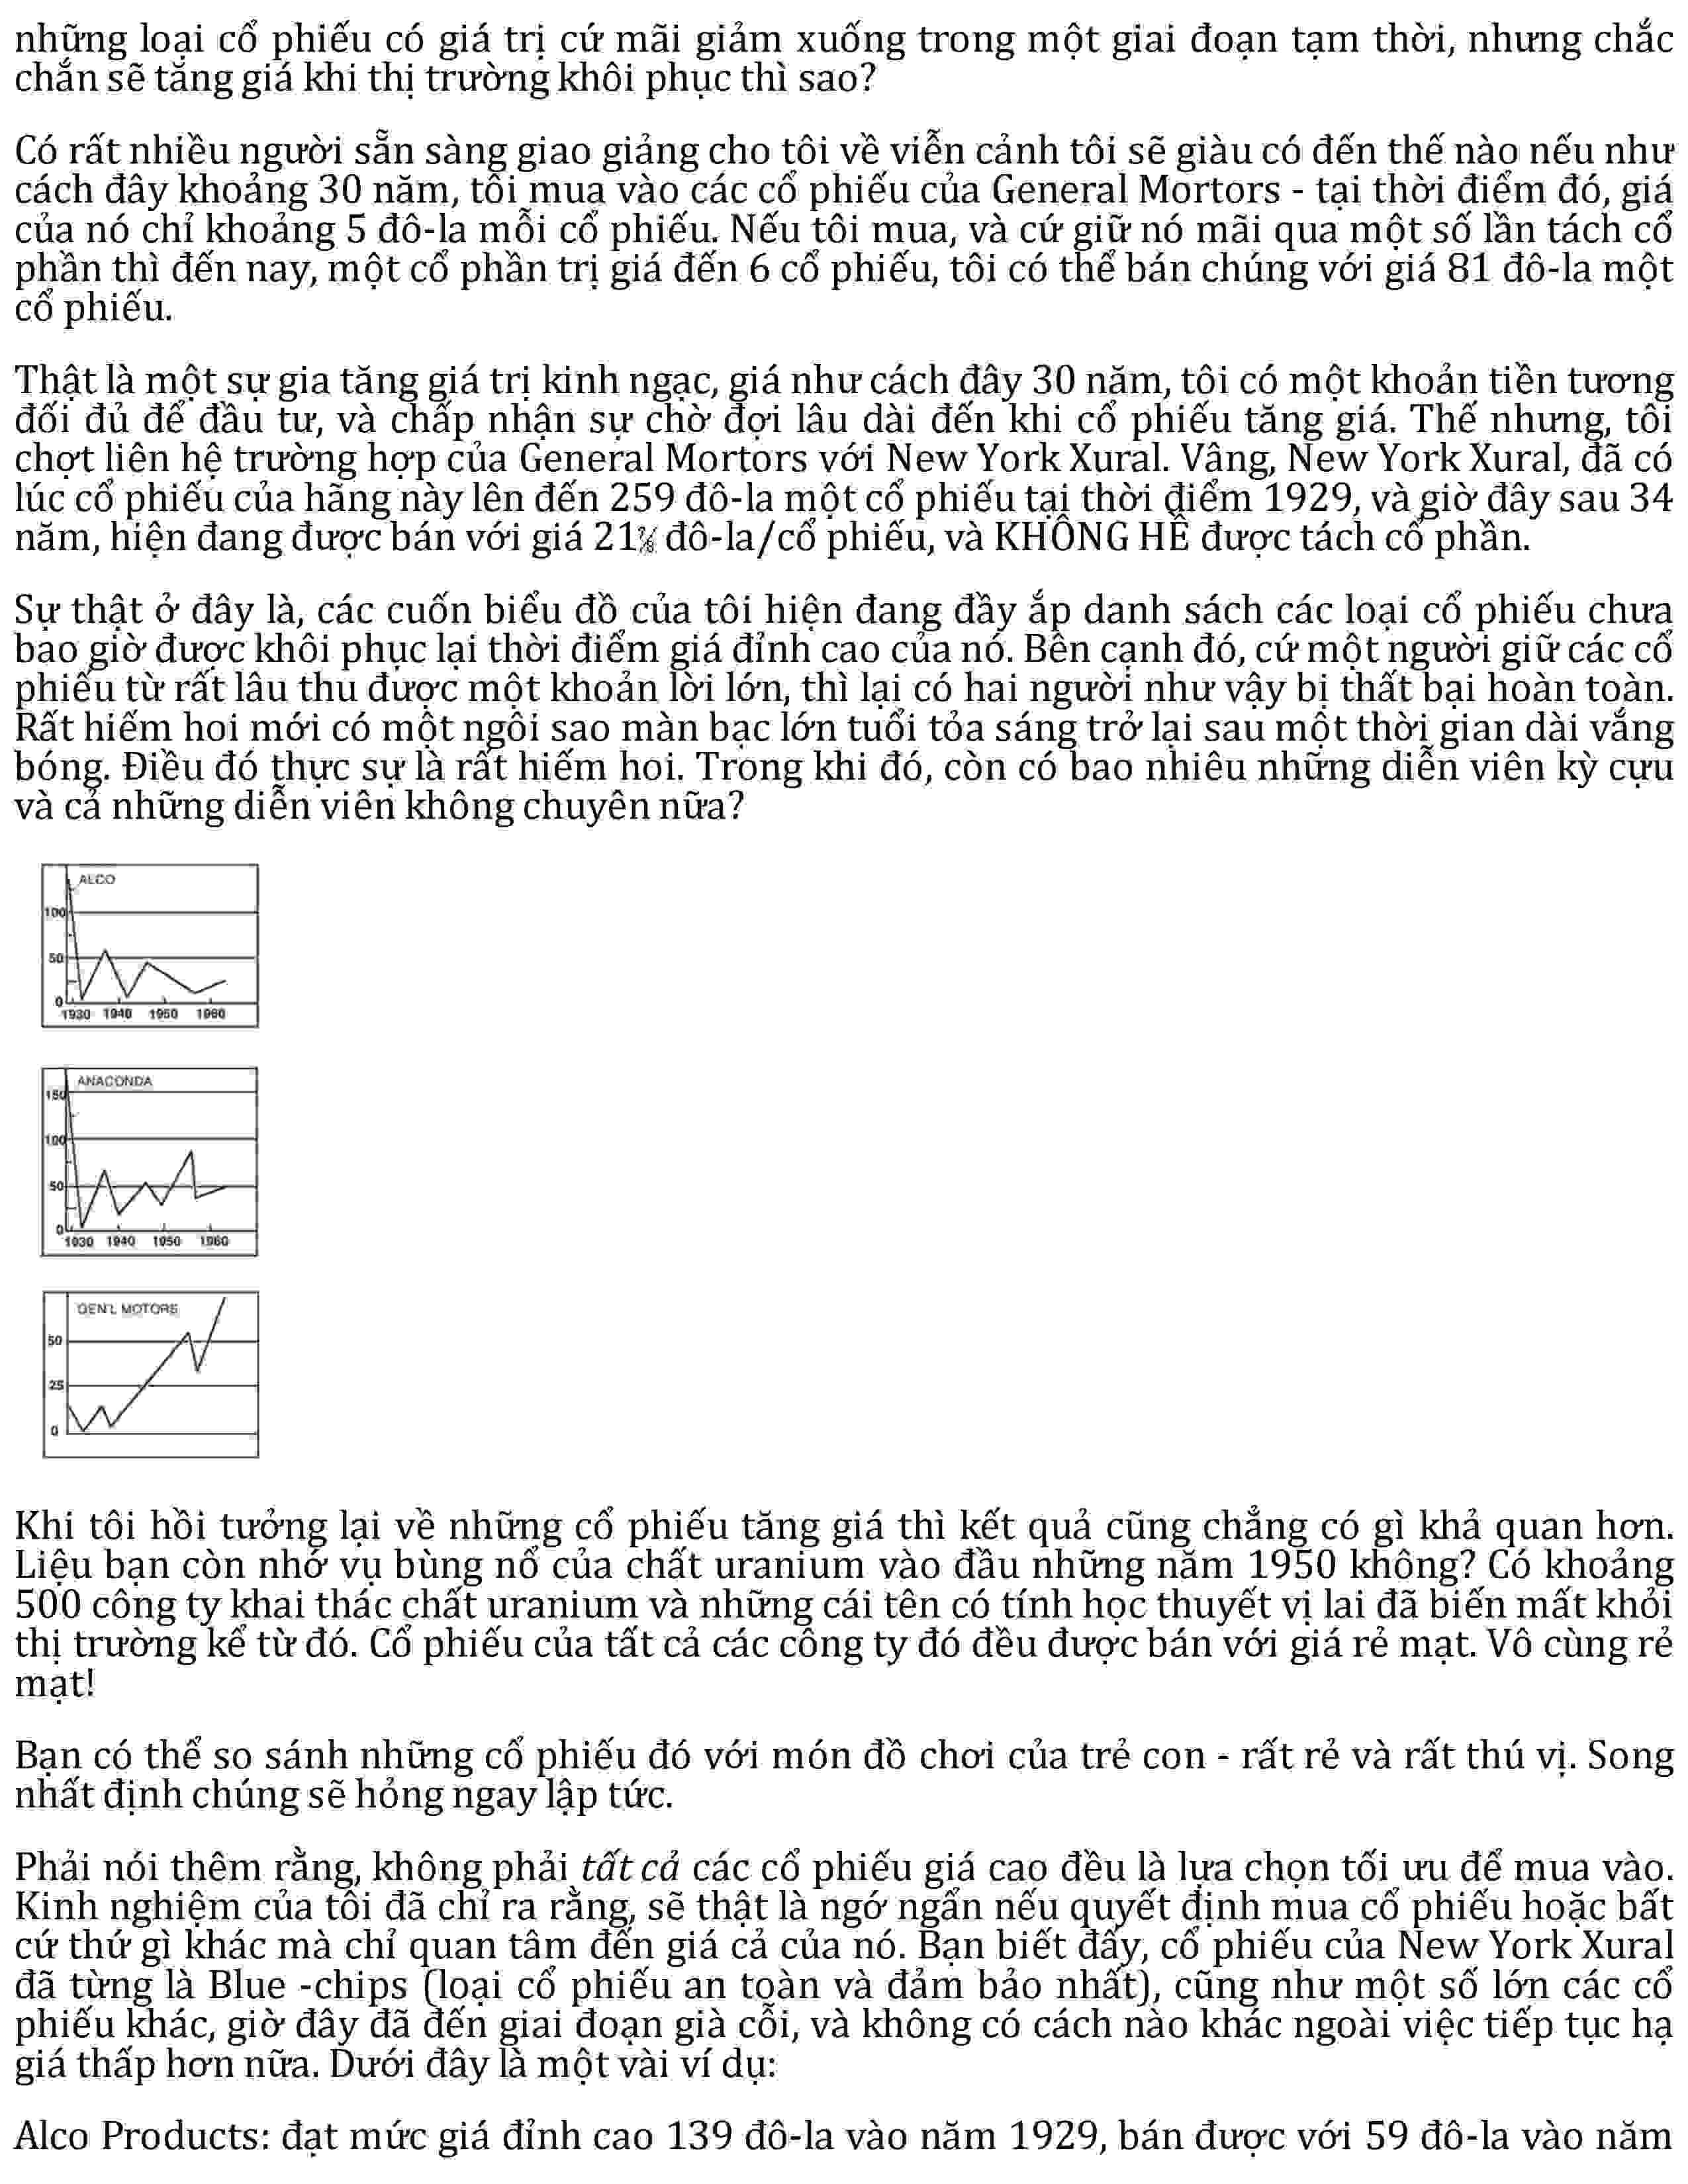 những loại cổ phiếu có giá trị cứ mãi giảm xuống trong một giai đoạn tạm thời, nhưng chắc
chắn sẽ tăng giá khi thị trường khôi phục thì sao?
Có rất nhiều người sẵn sàng giao giảng cho tôi về viễn cảnh tôi sẽ giàu có đến thế nào nếu như
cách đây khoảng 30 năm, tôi mua vào các cổ phiếu của General Mortors - tại thời điểm đó, giá
của nó chỉ khoảng 5 đô-la mỗi cổ phiếu. Nếu tôi mua, và cứ giữ nó mãi qua một số lần tách cổ
phần thì đến nay, một cổ phần trị giá đến 6 cổ phiếu, tôi có thể bán chúng với giá 81 đô-la một
cổ phiếu.
Thật là một sự gia tăng giá trị kinh ngạc, giá như cách đây 30 năm, tôi có một khoản tiền tương
đối đủ để đầu tư, và chấp nhận sự chờ đợi lâu dài đến khi cổ phiếu tăng giá. Thế nhưng, tôi
chợt liên hệ trường hợp của General Mortors với New York Xural. Vâng, New York Xural, đã có
lúc cổ phiếu của hãng này lên đến 259 đô-la một cổ phiếu tại thời điểm 1929, và giờ đây sau 34
năm, hiện đang được bán với giá 21 đô-la/cổ phiếu, và KHÔNG HỀ được tách cổ phần.
Sự thật ở đây là, các cuốn biểu đồ của tôi hiện đang đầy ắp danh sách các loại cổ phiếu chưa
bao giờ được khôi phục lại thời điểm giá đỉnh cao của nó. Bên cạnh đó, cứ một người giữ các cổ
phiếu từ rất lâu thu được một khoản lời lớn, thì lại có hai người như vậy bị thất bại hoàn toàn.
Rất hiếm hoi mới có một ngôi sao màn bạc lớn tuổi tỏa sáng trở lại sau một thời gian dài vắng
bóng. Điều đó thực sự là rất hiếm hoi. Trong khi đó, còn có bao nhiêu những diễn viên kỳ cựu
và cả những diễn viên không chuyên nữa?
ALCO
100
50
0
1930 1940 1950 1960
ANACONDA
150
100
50
0
1930 1940 1950 1960
GEN'L MOTORS
50
25
0
Khi tôi hồi tưởng lại về những cổ phiếu tăng giá thì kết quả cũng chẳng có gì khả quan hơn.
Liệu bạn còn nhớ vụ bùng nổ của chất uranium vào đầu những năm 1950 không? Có khoảng
500 công ty khai thác chất uranium và những cái tên có tính học thuyết vị lai đã biến mất khỏi
thị trường kể từ đó. Cổ phiếu của tất cả các công ty đó đều được bán với giá rẻ mạt. Vô cùng rẻ
mạt!
Bạn có thể so sánh những cổ phiếu đó với món đồ chơi của trẻ con - rất rẻ và rất thú vị. Song
nhất định chúng sẽ hỏng ngay lập tức.
Phải nói thêm rằng, không phải tất cả các cổ phiếu giá cao đều là lựa chọn tối ưu để mua vào.
Kinh nghiệm của tôi đã chỉ ra rằng, sẽ thật là ngớ ngẩn nếu quyết định mua cổ phiếu hoặc bất
cứ thứ gì khác mà chỉ quan tâm đến giá cả của nó. Bạn biết đấy, cổ phiếu của New York Xural
đã từng là Blue -chips (loại cổ phiếu an toàn và đảm bảo nhất), cũng như một số lớn các cổ
phiếu khác, giờ đây đã đến giai đoạn già cỗi, và không có cách nào khác ngoài việc tiếp tục hạ
giá thấp hơn nữa. Dưới đây là một vài ví dụ:
Alco Products: đạt mức giá đỉnh cao 139 đô-la vào năm 1929, bán được với 59 đô-la vào năm